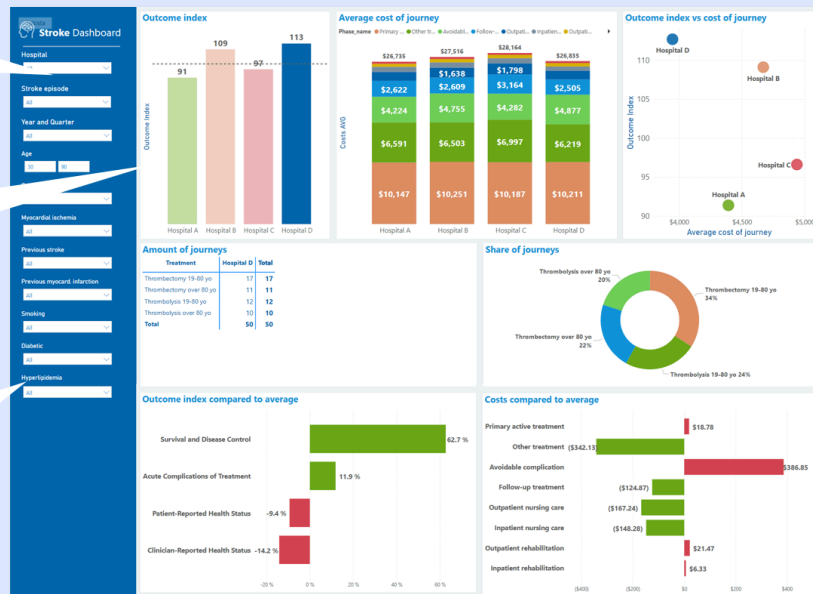 Stroke Dashboard
Hospital
Stroke episode
All
Year and Quarter
All
Age
30 90
Myocardial ischemia
All
Previous stroke
All
Previous myocard. infarction
All
Smoking
All
Diabetic
All
Hyperlipidemia
All
Outcome index
Outcome Index
91
109
97
113
Hospital A Hospital B Hospital C Hospital D
Average cost of journey
Phase_name Primary ... Other tr... Avoidabl... Follow-... Outpati... Inpatien... Outpati...
Costs AVG
$26,735 $27,516 $28,164 $26,835
$1,638 $1,798
$2,622 $2,609 $3,164 $2,505
$4,224 $4,755 $4,282 $4,877
$6,591 $6,503 $6,997 $6,219
$10,147 $10,251 $10,187 $10,211
Hospital A Hospital B Hospital C Hospital D
Outcome index vs cost of journey
Outcome Index
110
105
100
95
90
Hospital D
Hospital B
Hospital C
Hospital A
$4,000 $4,500 $5,000
Average cost of journey
Amount of journeys
Treatment Hospital D Total
Thrombectomy 19-80 yo 17 17
Thrombectomy over 80 yo 11 11
Thrombolysis 19-80 yo 12 12
Thrombolysis over 80 yo 10 10
Total 50 50
Share of journeys
Thrombolysis over 80 yo
20%
Thrombectomy 19-80 yo
34%
Thrombectomy over 80 yo
22%
Thrombolysis 19-80 yo 24%
Outcome index compared to average
Survival and Disease Control 62.7 %
Acute Complications of Treatment 11.9 %
Patient-Reported Health Status -9.4 %
Clinician-Reported Health Status -14.2 %
-20 % 0 % 20 % 40 % 60 %
Costs compared to average
Primary active treatment $18.78
Other treatment ($342.13)
Avoidable complication $386.85
Follow-up treatment ($124.87)
Outpatient nursing care ($167.24)
Inpatient nursing care ($148.28)
Outpatient rehabilitation $21.47
Inpatient rehabilitation $6.33
($400) ($200) $0 $200 $400